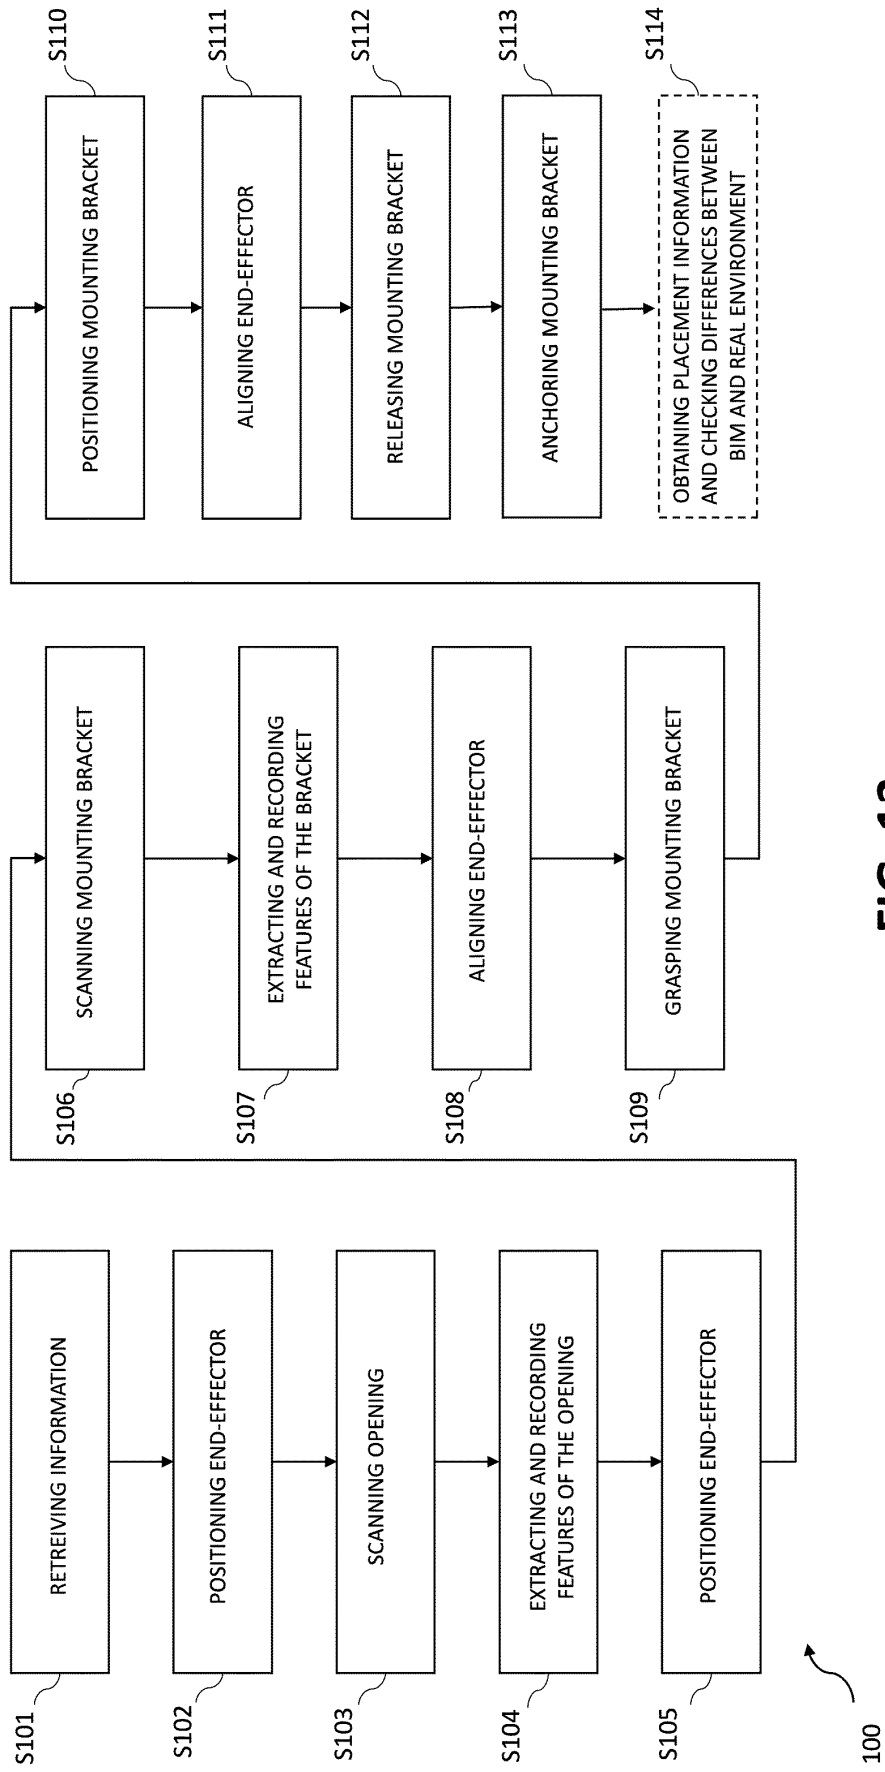 S101
RETREIVING INFORMATION
S102
POSITIONING END-EFFECTOR
S103
SCANNING OPENING
S104
EXTRACTING AND RECORDING
FEATURES OF THE OPENING
S105
POSITIONING END-EFFECTOR
100
S106
SCANNING MOUNTING BRACKET
S107
EXTRACTING AND RECORDING
FEATURES OF THE BRACKET
S108
ALIGNING END-EFFECTOR
S109
GRASPING MOUNTING BRACKET
S110
POSITIONING MOUNTING BRACKET
S111
ALIGNING END-EFFECTOR
S112
RELEASING MOUNTING BRACKET
S113
ANCHORING MOUNTING BRACKET
S114
OBTAINING PLACEMENT INFORMATION
AND CHECKING DIFFERENCES BETWEEN
BIM AND REAL ENVIRONMENT
FIG.